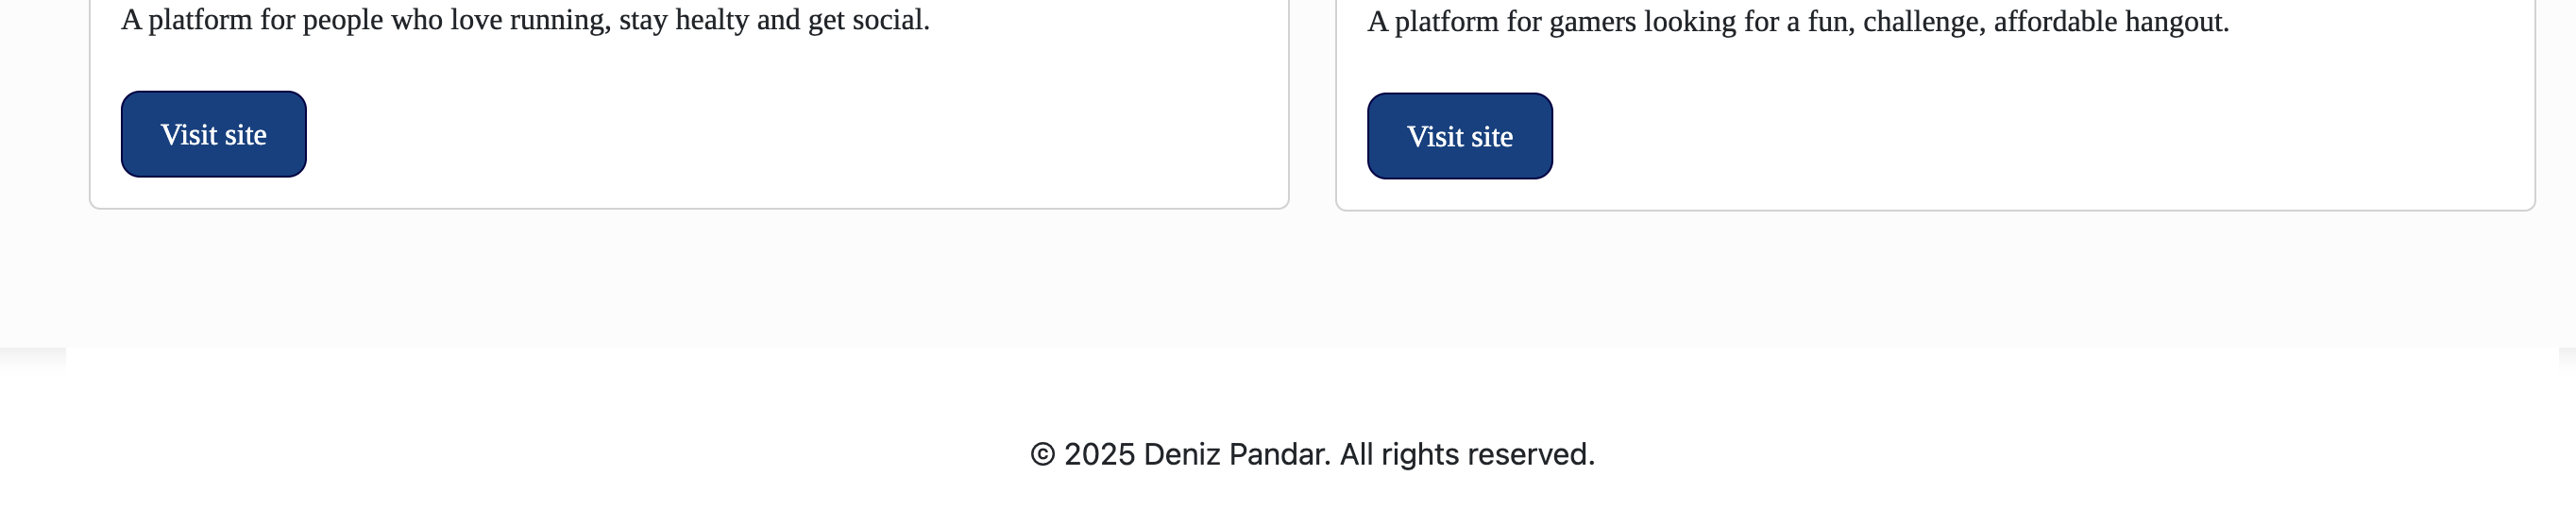 A platform for people who love running, stay healty and get social.
Visit site
A platform for gamers looking for a fun, challenge, affordable hangout.
Visit site
© 2025 Deniz Pandar. All rights reserved.